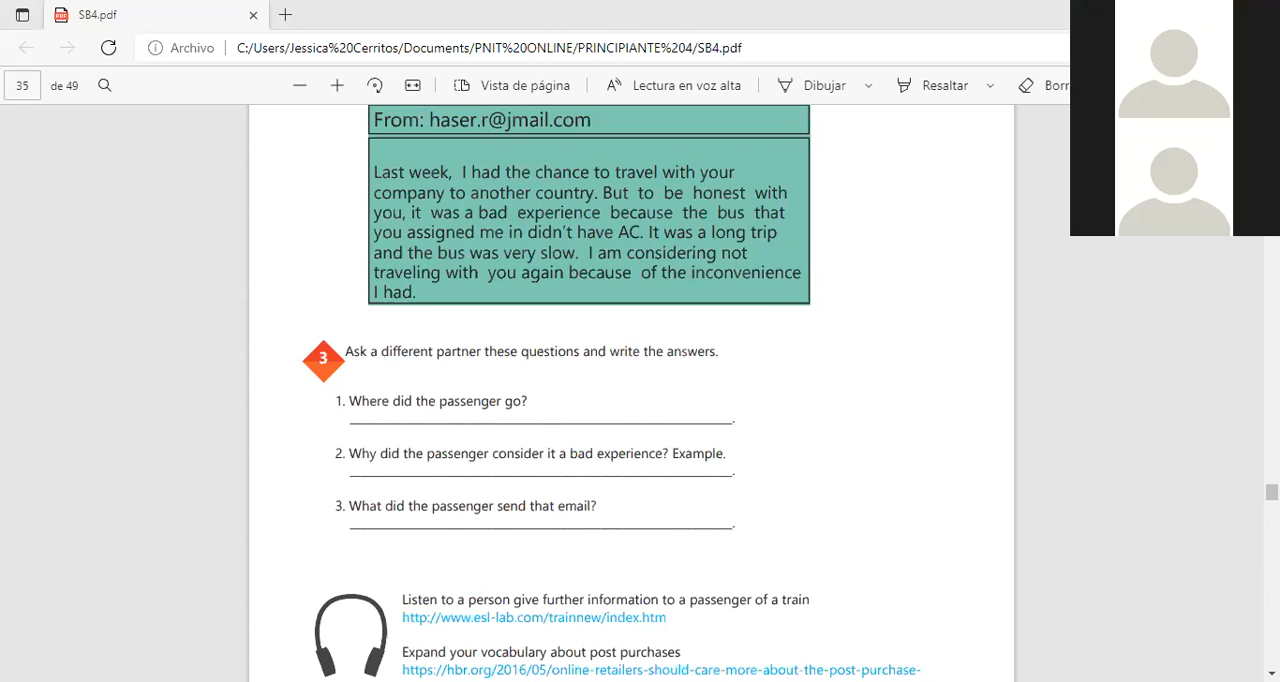 SB4.pdf
Archivo
C:/Users/Jessica%20Cerritos/Documents/PNIT%20ONLINE/PRINCIPIANTE%204/SB4.pdf
35 de 49
Vista de página
Lectura en voz alta
Dibujar
Resaltar
Borr
From: haser.r@jmail.com
Last week, I had the chance to travel with your
company to another country. But to be honest with
you, it was a bad experience because the bus that
you assigned me in didn't have AC. It was a long trip
and the bus was very slow. I am considering not
traveling with you again because of the inconvenience
I had.
3 Ask a different partner these questions and write the answers.
1. Where did the passenger go?
2. Why did the passenger consider it a bad experience? Example.
3. What did the passenger send that email?
Listen to a person give further information to a passenger of a train
http://www.esl-lab.com/trainnew/index.htm
Expand your vocabulary about post purchases
https://hbr.org/2016/05/online-retailers-should-care-more-about-the-post-purchase-